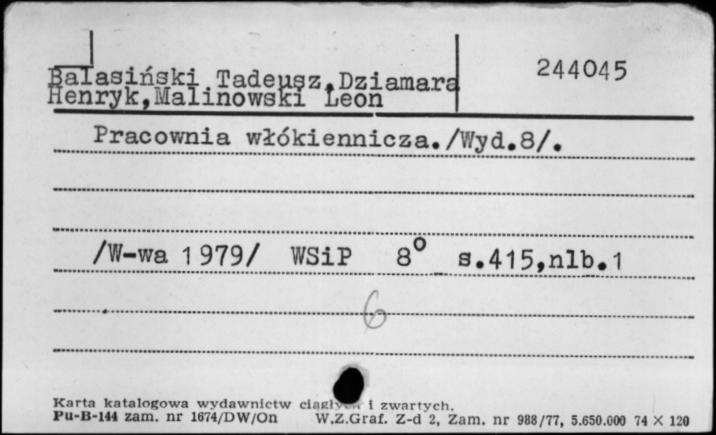 244045
Bałasiński Tadeusz,Dziamara
Henryk,Malinowski Leon
Pracownia włókiennicza./Wyd.8/.
/W-wa 1979/ WSiP 8° s.415,nlb.1
6
Karta katalogowa wydawnictw ciągłych i zwartych.
Pu-B-144 zam. nr 1674/DW/On W.Z.Graf. Z-d 2, Zam. nr 988/77, 5.650.000 74 × 120